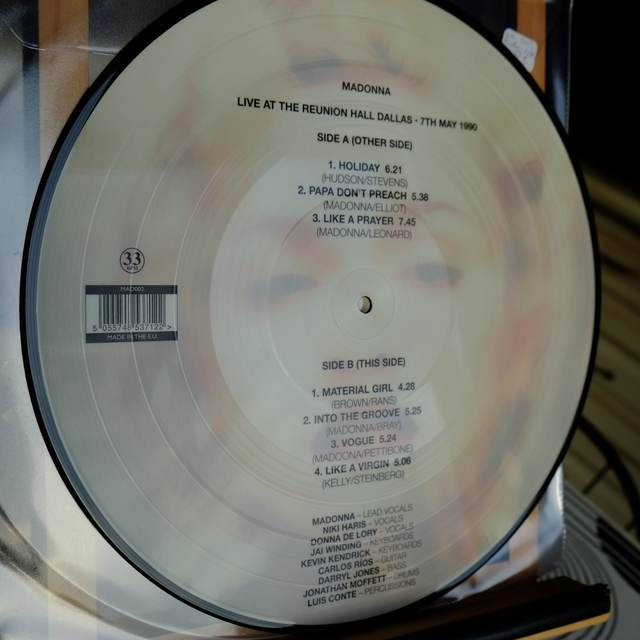 MADONNA
LIVE AT THE REUNION HALL DALLAS • 7TH MAY 1990
SIDE A (OTHER SIDE)
1. HOLIDAY 6.21
(HUDSON/STEVENS)
2. PAPA DON'T PREACH 5.38
(MADONNA/ELLIOT)
3. LIKE A PRAYER 7.45
(MADONNA/LEONARD)
33
RPM
MAD002
5 055748 537122 >
MADE IN THE E.U.
SIDE B (THIS SIDE)
1. MATERIAL GIRL 4.28
(BROWN/RANS)
2. INTO THE GROOVE 5.25
(MADONNA/BRAY)
3. VOGUE 5.24
(MADOONA/PETTIBONE)
4. LIKE A VIRGIN 5.06
(KELLY/STEINBERG)
MADONNA – LEAD VOCALS
NIKI HARIS – VOCALS
DONNA DE LORY – VOCALS
JAI WINDING – KEYBOARDS
KEVIN KENDRICK – KEYBOARDS
CARLOS RÍOS – GUITAR
DARRYL JONES – BASS
JONATHAN MOFFETT – DRUMS
LUIS CONTE – PERCUSSIONS